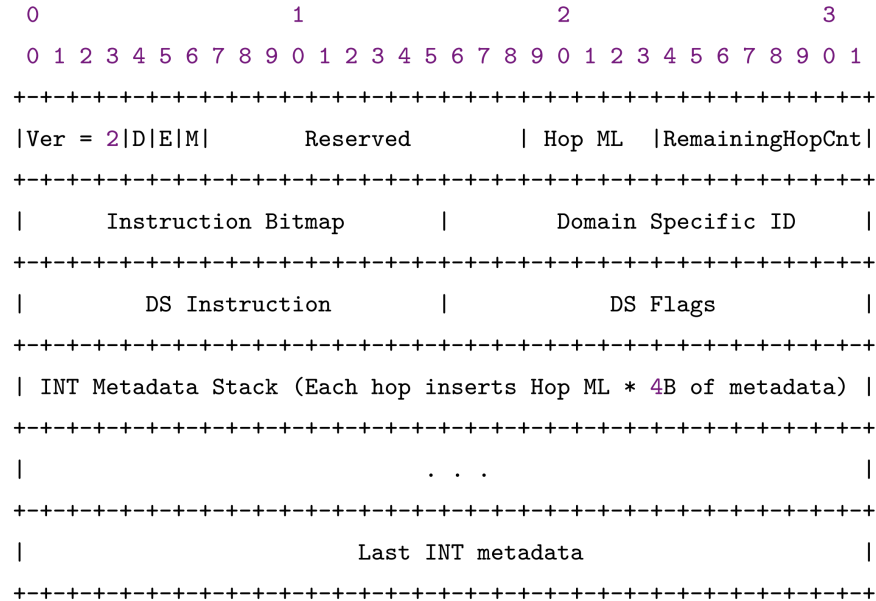 0                   1                   2                   3
 0 1 2 3 4 5 6 7 8 9 0 1 2 3 4 5 6 7 8 9 0 1 2 3 4 5 6 7 8 9 0 1
+-+-+-+-+-+-+-+-+-+-+-+-+-+-+-+-+-+-+-+-+-+-+-+-+-+-+-+-+-+-+-+-+
|Ver = 2|D|E|M|       Reserved        | Hop ML  |RemainingHopCnt|
+-+-+-+-+-+-+-+-+-+-+-+-+-+-+-+-+-+-+-+-+-+-+-+-+-+-+-+-+-+-+-+-+
|      Instruction Bitmap       |        Domain Specific ID     |
+-+-+-+-+-+-+-+-+-+-+-+-+-+-+-+-+-+-+-+-+-+-+-+-+-+-+-+-+-+-+-+-+
|         DS Instruction        |            DS Flags           |
+-+-+-+-+-+-+-+-+-+-+-+-+-+-+-+-+-+-+-+-+-+-+-+-+-+-+-+-+-+-+-+-+
| INT Metadata Stack (Each hop inserts Hop ML * 4B of metadata) |
+-+-+-+-+-+-+-+-+-+-+-+-+-+-+-+-+-+-+-+-+-+-+-+-+-+-+-+-+-+-+-+-+
|                              . . .                            |
+-+-+-+-+-+-+-+-+-+-+-+-+-+-+-+-+-+-+-+-+-+-+-+-+-+-+-+-+-+-+-+-+
|                         Last INT metadata                     |
+-+-+-+-+-+-+-+-+-+-+-+-+-+-+-+-+-+-+-+-+-+-+-+-+-+-+-+-+-+-+-+-+